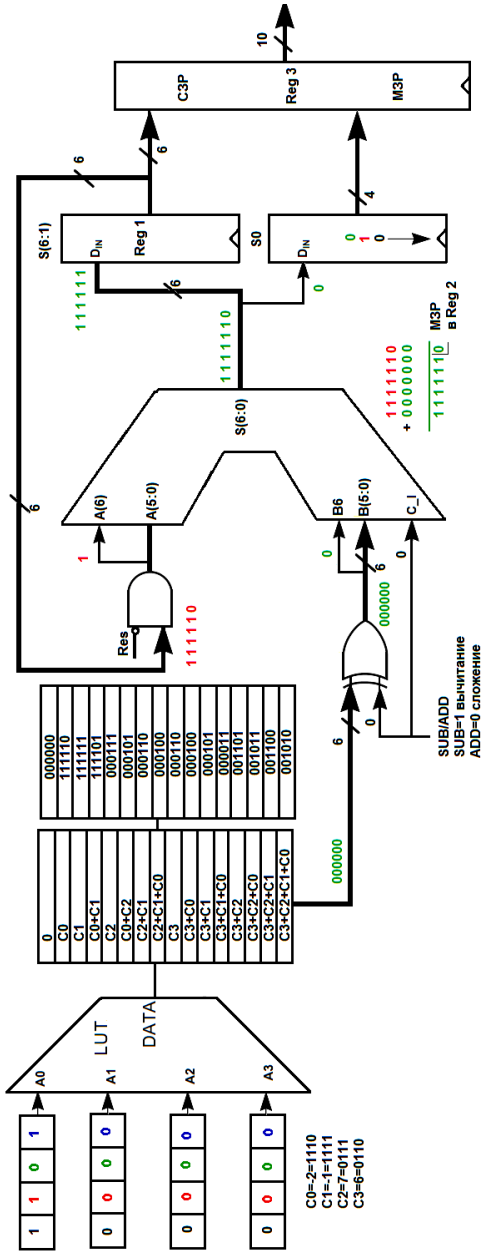 1 1 0 1
0 0 0 0
0 0 0 0
0 0 0 0
A0
A1
A2
A3
LUT
DATA
C0=-2=1110
C1=-1=1111
C2=7=0111
C3=6=0110
0
C0
C1
C0+C1
C2
C0+C2
C2+C1
C2+C1+C0
C3
C3+C0
C3+C1
C3+C1+C0
C3+C2
C3+C2+C0
C3+C2+C1
C3+C2+C1+C0
000000
111110
111111
111101
000111
000101
000110
000100
000110
000100
000101
000011
001101
001011
001100
001010
000000
6
0
SUB/ADD
SUB=1 вычитание
ADD=0 сложение
Res
111110
1
6
A(6)
A(5:0)
0
000000
6
0
B6
B(5:0)
C_I
S(6:0)
1111110
1111110
+ 0000000
1111110
МЗР
в Reg 2
111111
6
0
S(6:1)
DIN
Reg 1
S0
DIN
0
1
0
6
6
4
СЗР
Reg 3
МЗР
10